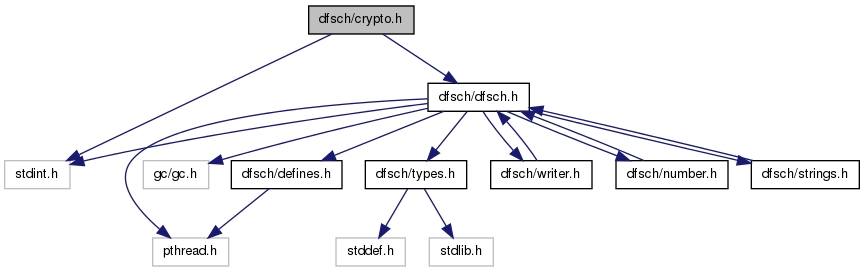 dfsch/crypto.h
dfsch/dfsch.h
stdint.h
gc/gc.h
dfsch/defines.h
dfsch/types.h
dfsch/writer.h
dfsch/number.h
dfsch/strings.h
pthread.h
stddef.h
stdlib.h